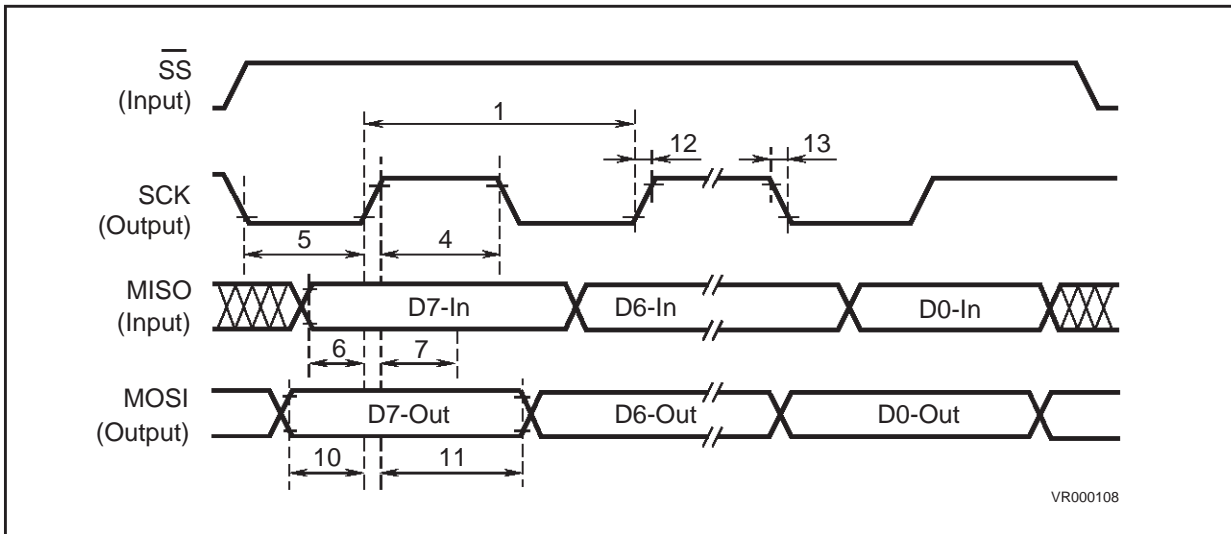 SS
(Input)
1
12
13
SCK
(Output)
5
4
MISO
(Input)
D7-In
D6-In
D0-In
6
7
MOSI
(Output)
D7-Out
D6-Out
D0-Out
10
11
VR000108